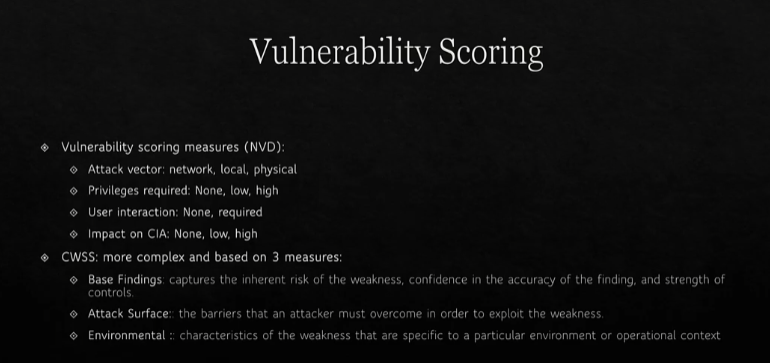 Vulnerability Scoring
Vulnerability scoring measures (NVD):
Attack vector: network, local, physical
Privileges required: None, low, high
User interaction: None, required
Impact on CIA: None, low, high
CWSS: more complex and based on 3 measures:
Base Findings: captures the inherent risk of the weakness, confidence in the accuracy of the finding, and strength of
controls.
Attack Surface:: the barriers that an attacker must overcome in order to exploit the weakness.
Environmental :: characteristics of the weakness that are specific to a particular environment or operational context